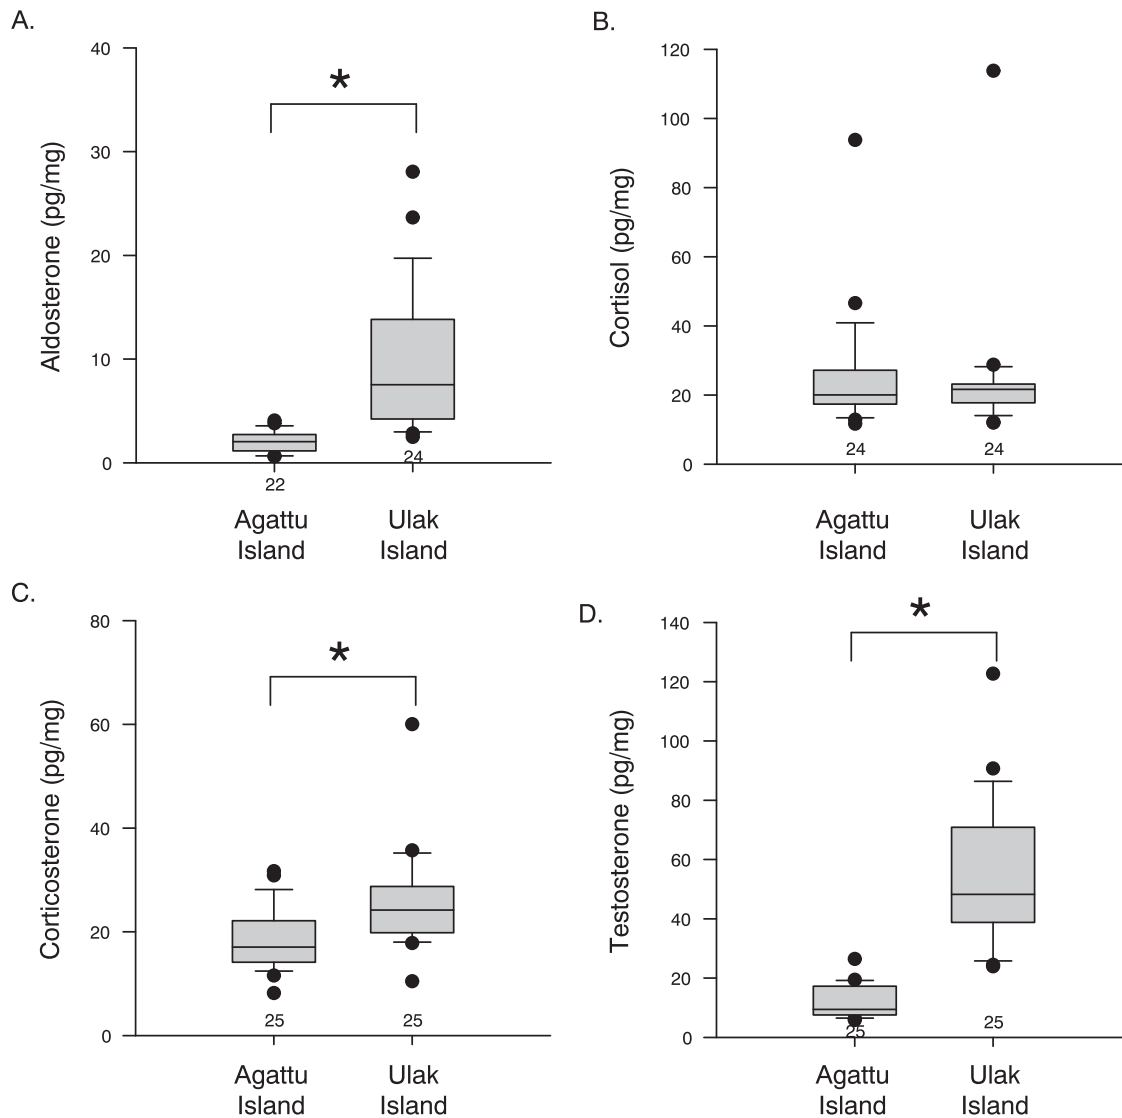 A.
40
30
20
10
0
Aldosterone (pg/mg)
*
22
24
Agattu
Island
Ulak
Island
B.
120
100
80
60
40
20
0
Cortisol (pg/mg)
24
24
Agattu
Island
Ulak
Island
C.
80
60
40
20
0
Corticosterone (pg/mg)
*
25
25
Agattu
Island
Ulak
Island
D.
140
120
100
80
60
40
20
0
Testosterone (pg/mg)
*
25
25
Agattu
Island
Ulak
Island